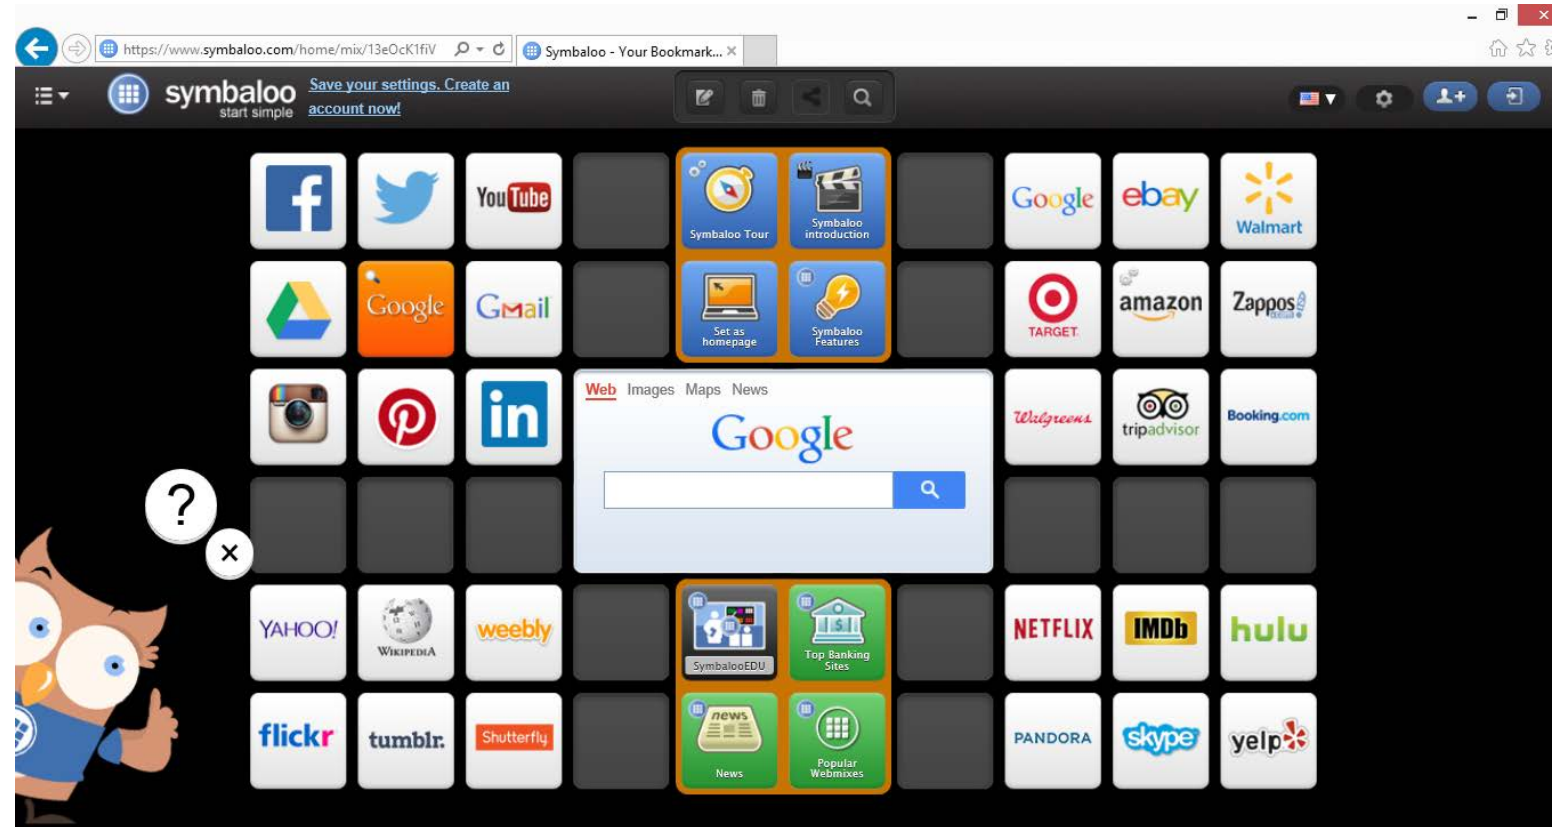 https://www.symbaloo.com/home/mix/13eOcK1fiV
Symbaloo - Your Bookmark...
symbaloo
start simple
Save your settings. Create an
account now!
f
You Tube
Symbaloo Tour
Symbaloo
introduction
Google
ebay
Walmart
Google
GMail
Set as
homepage
Symbaloo
Features
TARGET.
amazon
Zappos
in
Web Images Maps News
Google
Walgreens
tripadvisor
Booking.com
?
YAHOO!
WIKIPEDIA
weebly
SymbalooEDU
Top Banking
Sites
NETFLIX
IMDb
hulu
flickr
tumblr.
Shutterfly
news
News
Popular
Webmixes
PANDORA
skype
yelp